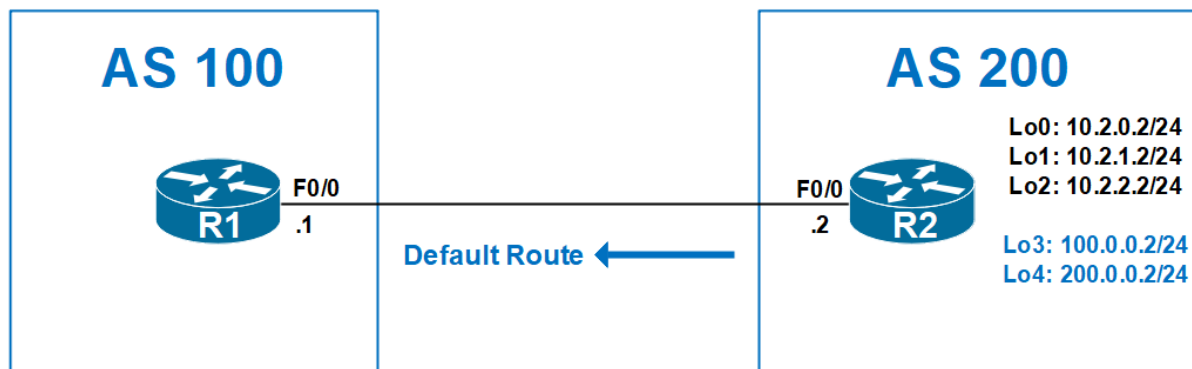 AS 100
AS 200
Lo0: 10.2.0.2/24
Lo1: 10.2.1.2/24
Lo2: 10.2.2.2/24
F0/0
F0/0
R1
.1
.2
R2
Default Route
Lo3: 100.0.0.2/24
Lo4: 200.0.0.2/24